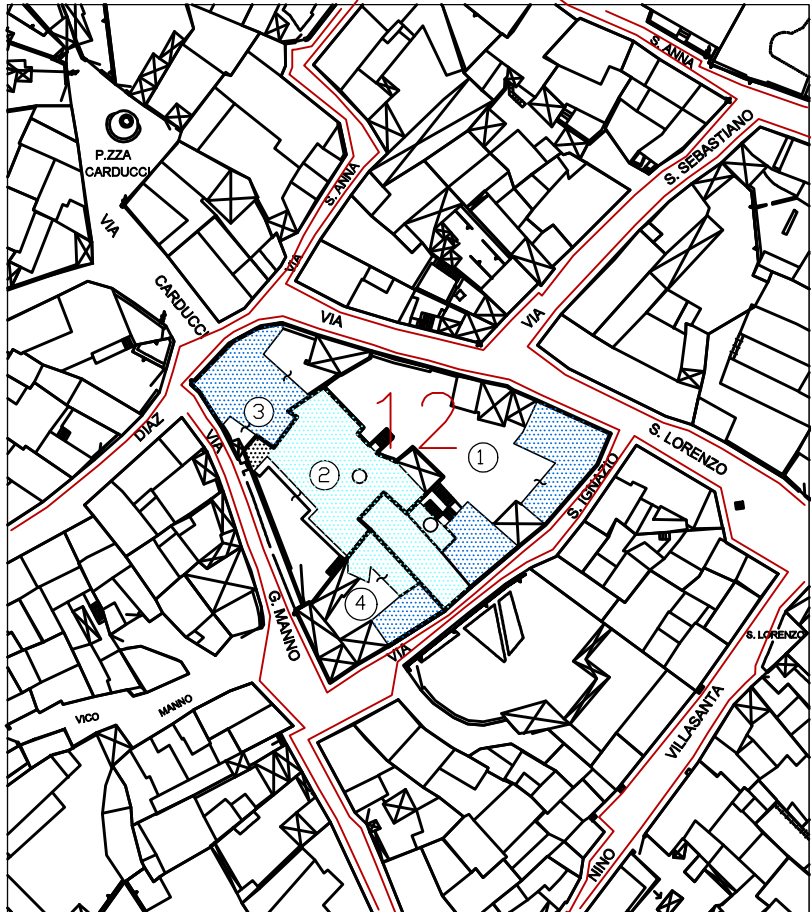 S. ANNA
S. SEBASTIANO
P.ZZA
CARDUCCI
VIA
S. ANNA
VIA
CARDUCCI
VIA
VIA
12
3
1
2
4
DIAZ
VIA
S. LORENZO
S. IGNAZIO
G. MANNO
VIA
S. LORENZO
VICO
MANNO
VILLASANTA
NINO